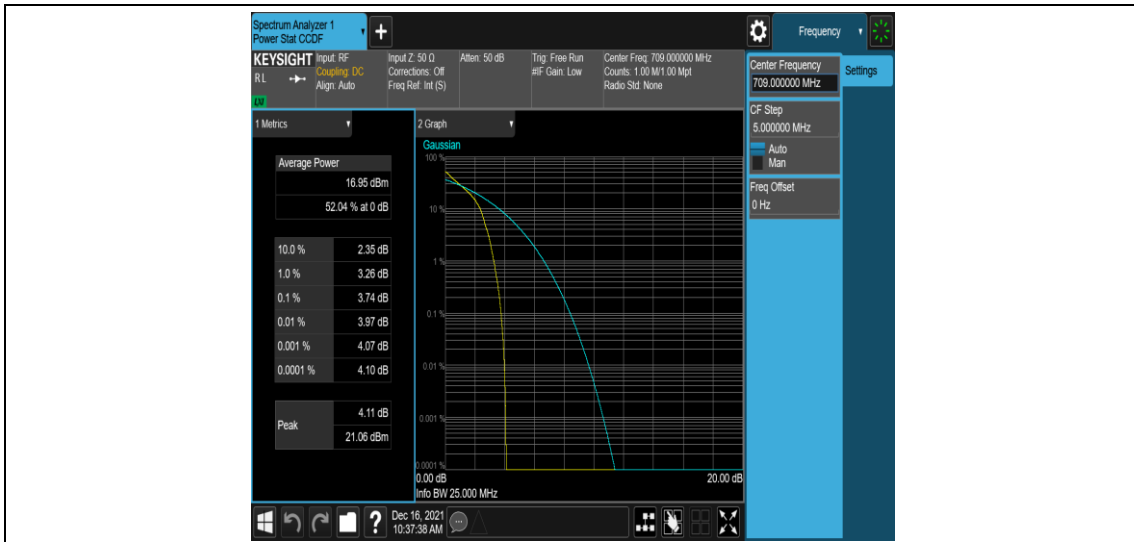 Spectrum Analyzer 1
Power Stat CCDF
+
Frequency
KEYSIGHT
RL
LXI
Input: RF
Coupling: DC
Align: Auto
Input Z: 50 Ω
Corrections: Off
Freq Ref: Int (S)
Atten: 50 dB
Trig: Free Run
#IF Gain: Low
Center Freq: 709.000000 MHz
Counts: 1.00 M/1.00 Mpt
Radio Std: None
Center Frequency
709.000000 MHz
Settings
CF Step
5.000000 MHz
Auto
Man
Freq Offset
0 Hz
1 Metrics
Average Power
16.95 dBm
52.04 % at 0 dB
10.0 % 2.35 dB
1.0 % 3.26 dB
0.1 % 3.74 dB
0.01 % 3.97 dB
0.001 % 4.07 dB
0.0001 % 4.10 dB
Peak
4.11 dB
21.06 dBm
2 Graph
Gaussian
100 %
10 %
1 %
0.1 %
0.01 %
0.001 %
0.0001 %
0.00 dB 20.00 dB
Info BW 25.000 MHz
?
Dec 16, 2021
10:37:38 AM